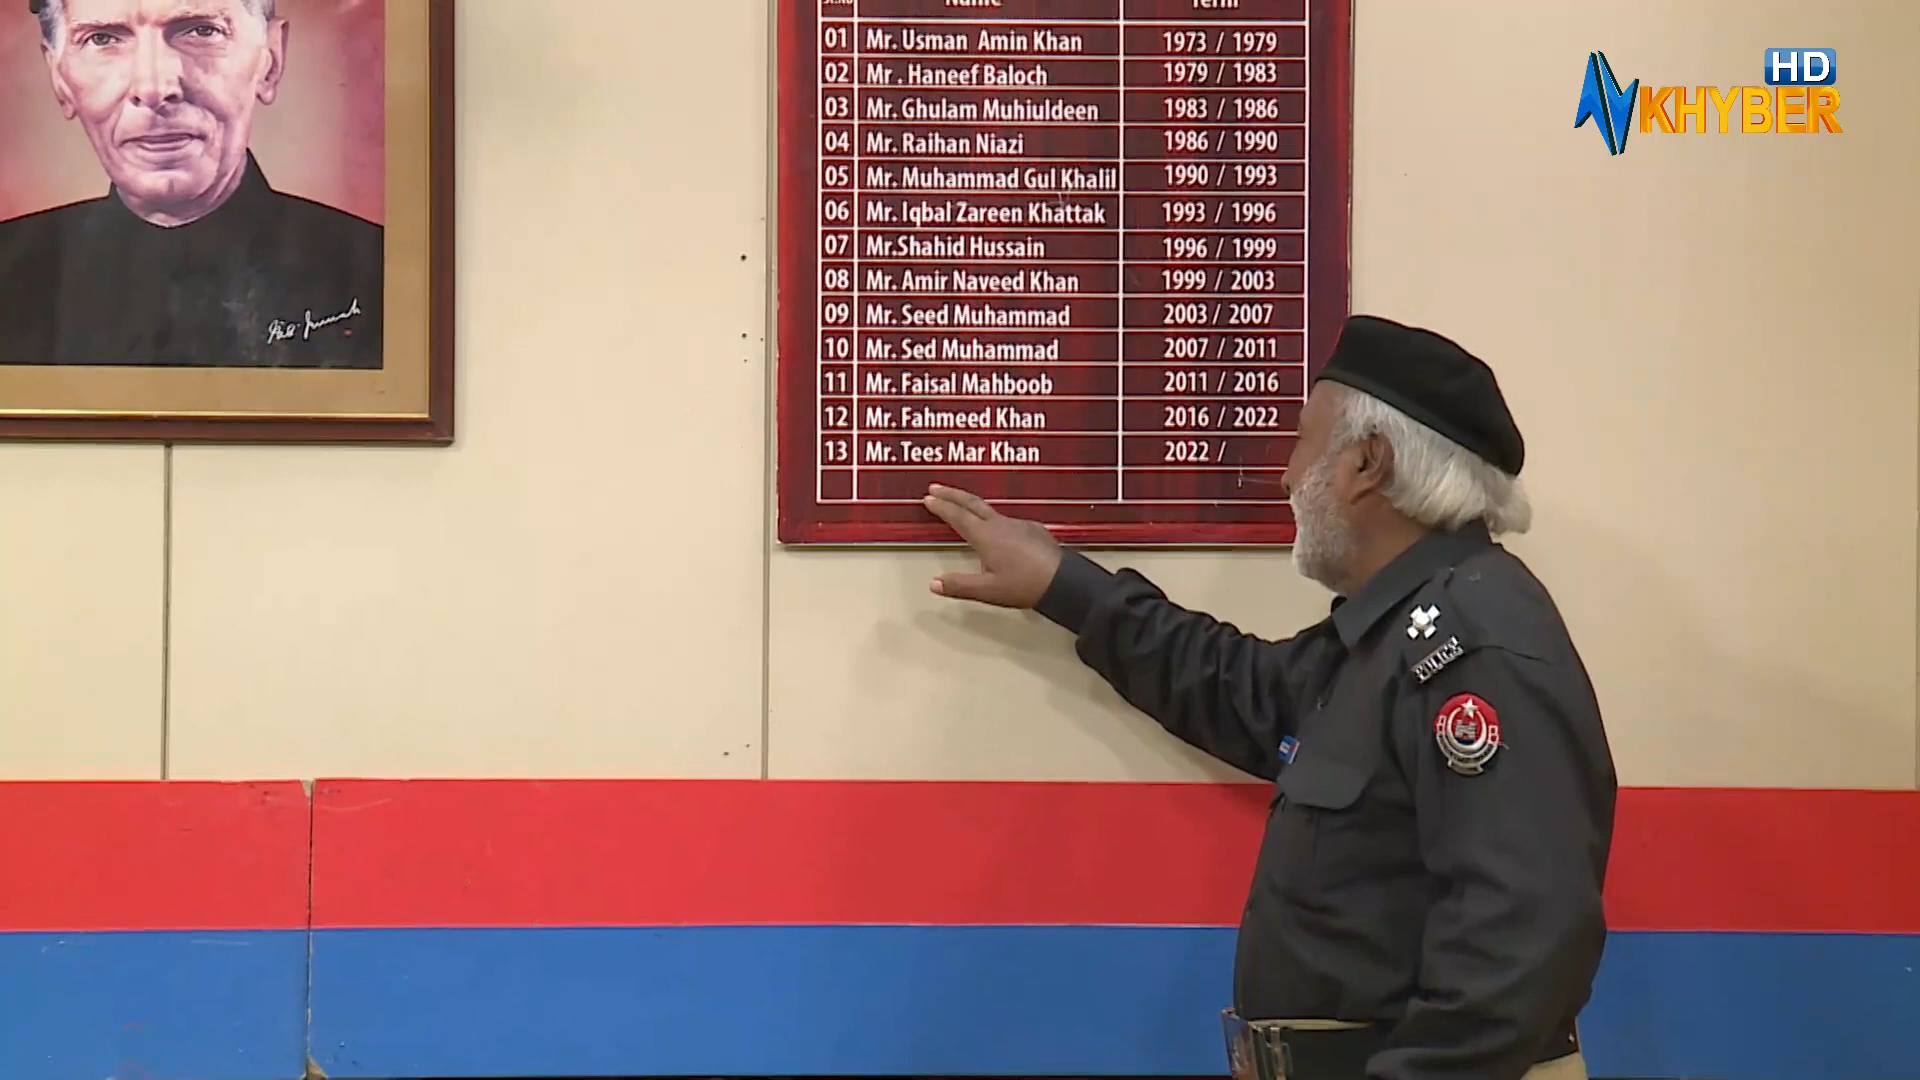 Sr.No Name Term
01 Mr. Usman Amin Khan 1973 / 1979
02 Mr . Haneef Baloch 1979 / 1983
03 Mr. Ghulam Muhiuldeen 1983 / 1986
04 Mr. Raihan Niazi 1986 / 1990
05 Mr. Muhammad Gul Khalil 1990 / 1993
06 Mr. Iqbal Zareen Khattak 1993 / 1996
07 Mr.Shahid Hussain 1996 / 1999
08 Mr. Amir Naveed Khan 1999 / 2003
09 Mr. Seed Muhammad 2003 / 2007
10 Mr. Sed Muhammad 2007 / 2011
11 Mr. Faisal Mahboob 2011 / 2016
12 Mr. Fahmeed Khan 2016 / 2022
13 Mr. Tees Mar Khan 2022 /
HD
KHYBER
POLICE